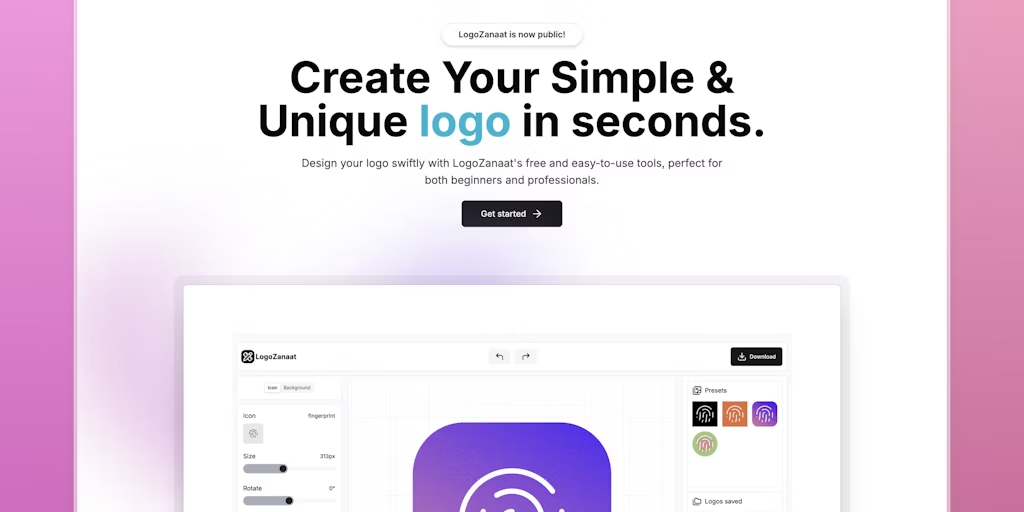 LogoZanaat is now public!
Create Your Simple &
Unique logo in seconds.
Design your logo swiftly with LogoZanaat's free and easy-to-use tools, perfect for
both beginners and professionals.
Get started
LogoZanaat
Download
Icon Background
Icon fingerprint
Size 313px
Rotate 0°
Presets
Logos saved